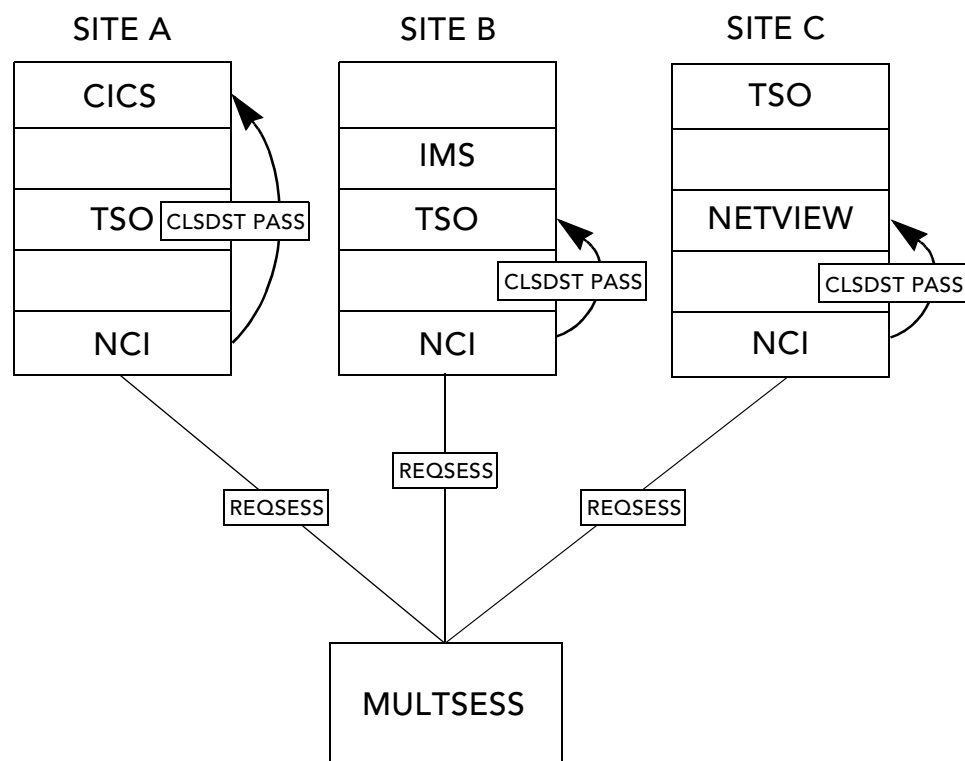 SITE A
SITE B
SITE C
CICS
TSO
IMS
TSO
CLSDST PASS
TSO
NETVIEW
CLSDST PASS
CLSDST PASS
NCI
NCI
NCI
REQSESS
REQSESS
REQSESS
MULTSESS